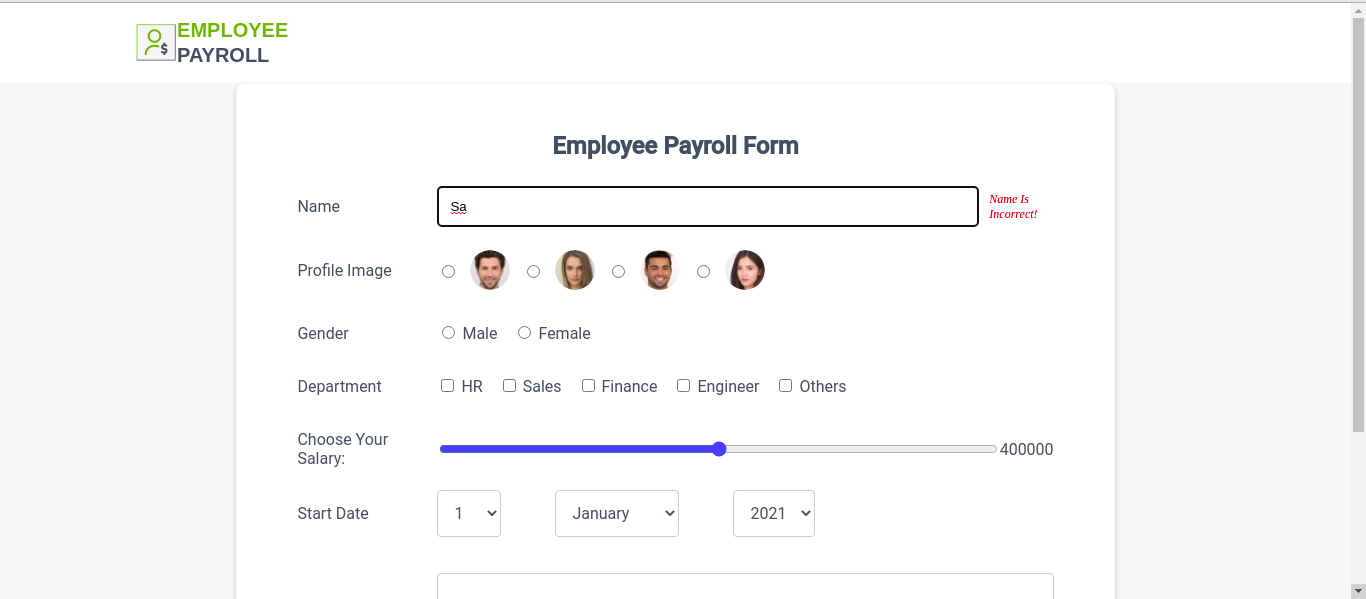 EMPLOYEE
PAYROLL
Employee Payroll Form
Name
Sa
Name Is
Incorrect!
Profile Image
Gender
Male Female
Department
HR Sales Finance Engineer Others
Choose Your
Salary:
400000
Start Date
1 January 2021